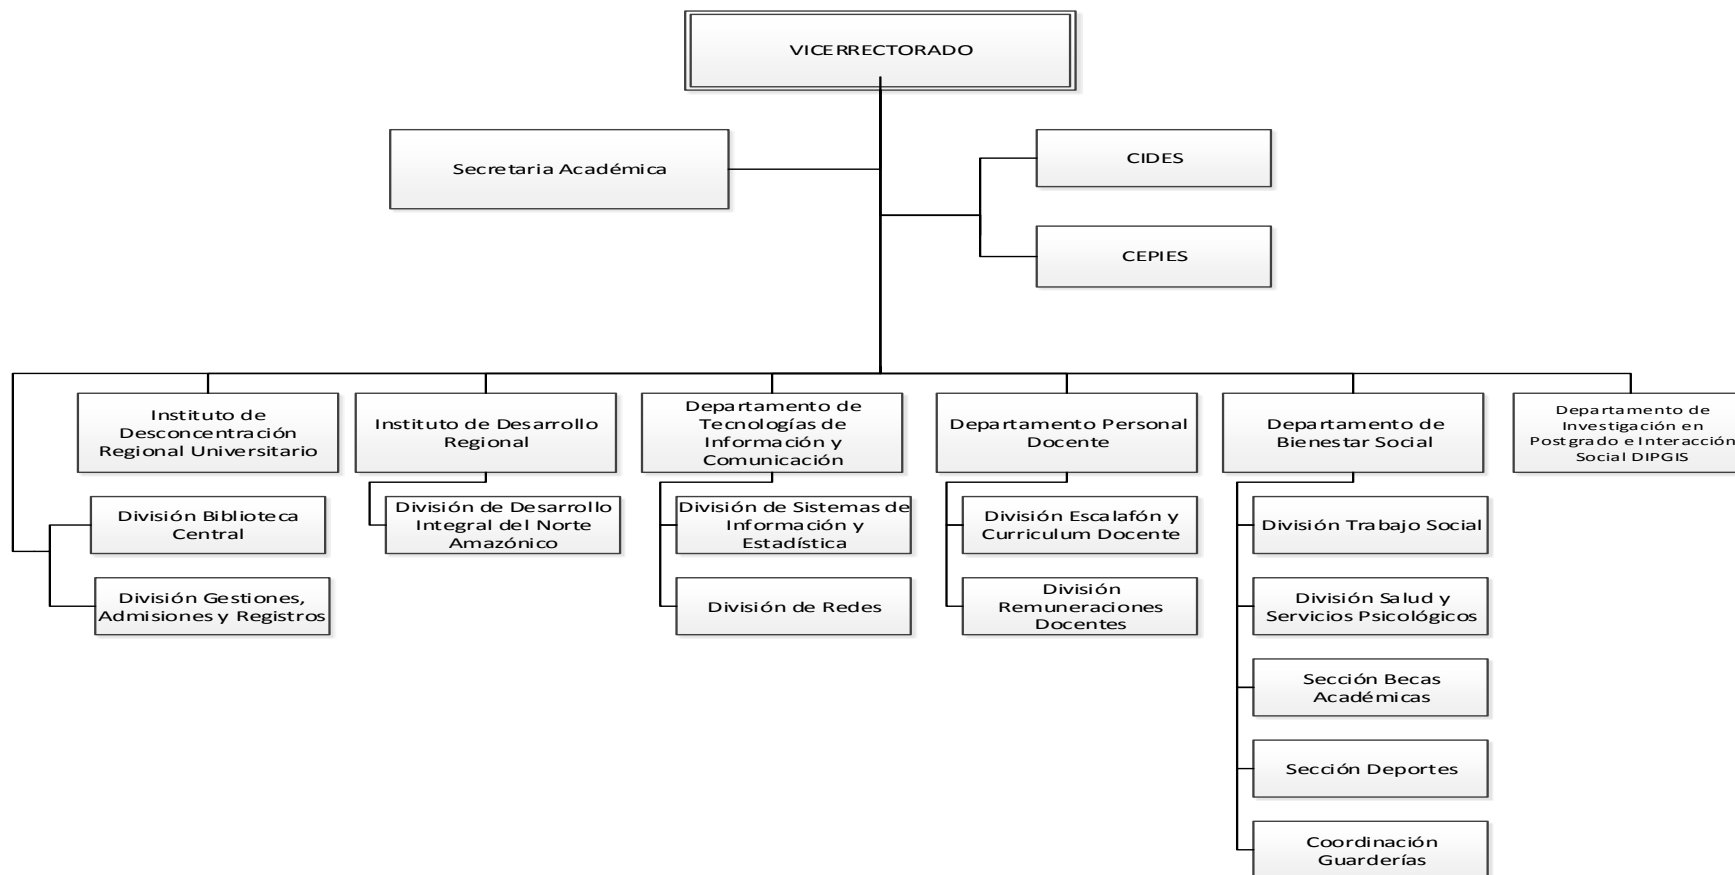 VICERRECTORADO
Secretaria Académica
CIDES
CEPIES
Instituto de
Desconcentración
Regional Universitario
Instituto de Desarrollo
Regional
Departamento de
Tecnologías de
Información y
Comunicación
Departamento Personal
Docente
Departamento de
Bienestar Social
Departamento de
Investigación en
Postgrado e Interacción
Social DIPGIS
División Biblioteca
Central
División de Desarrollo
Integral del Norte
Amazónico
División de Sistemas de
Información y
Estadística
División Escalafón y
Curriculum Docente
División Trabajo Social
División Gestiones,
Admisiones y Registros
División de Redes
División
Remuneraciones
Docentes
División Salud y
Servicios Psicológicos
Sección Becas
Académicas
Sección Deportes
Coordinación
Guarderías